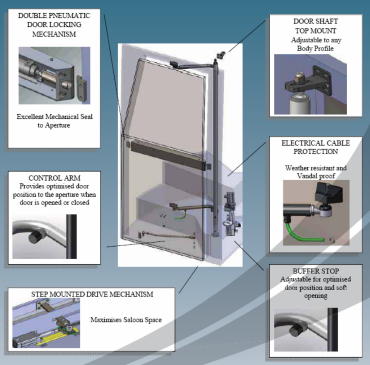 DOUBLE PNEUMATIC
DOOR LOCKING
MECHANISM
Excellent Mechanical Seal
to Aperture
DOOR SHAFT
TOP MOUNT
Adjustable to any
Body Profile
ELECTRICAL CABLE
PROTECTION
Weather resistant and
Vandal proof
CONTROL ARM
Provides optimised door
position to the aperture when
door is opened or closed
BUFFER STOP
Adjustable for optimised
door position and soft
opening
STEP MOUNTED DRIVE MECHANISM
Maximises Saloon Space